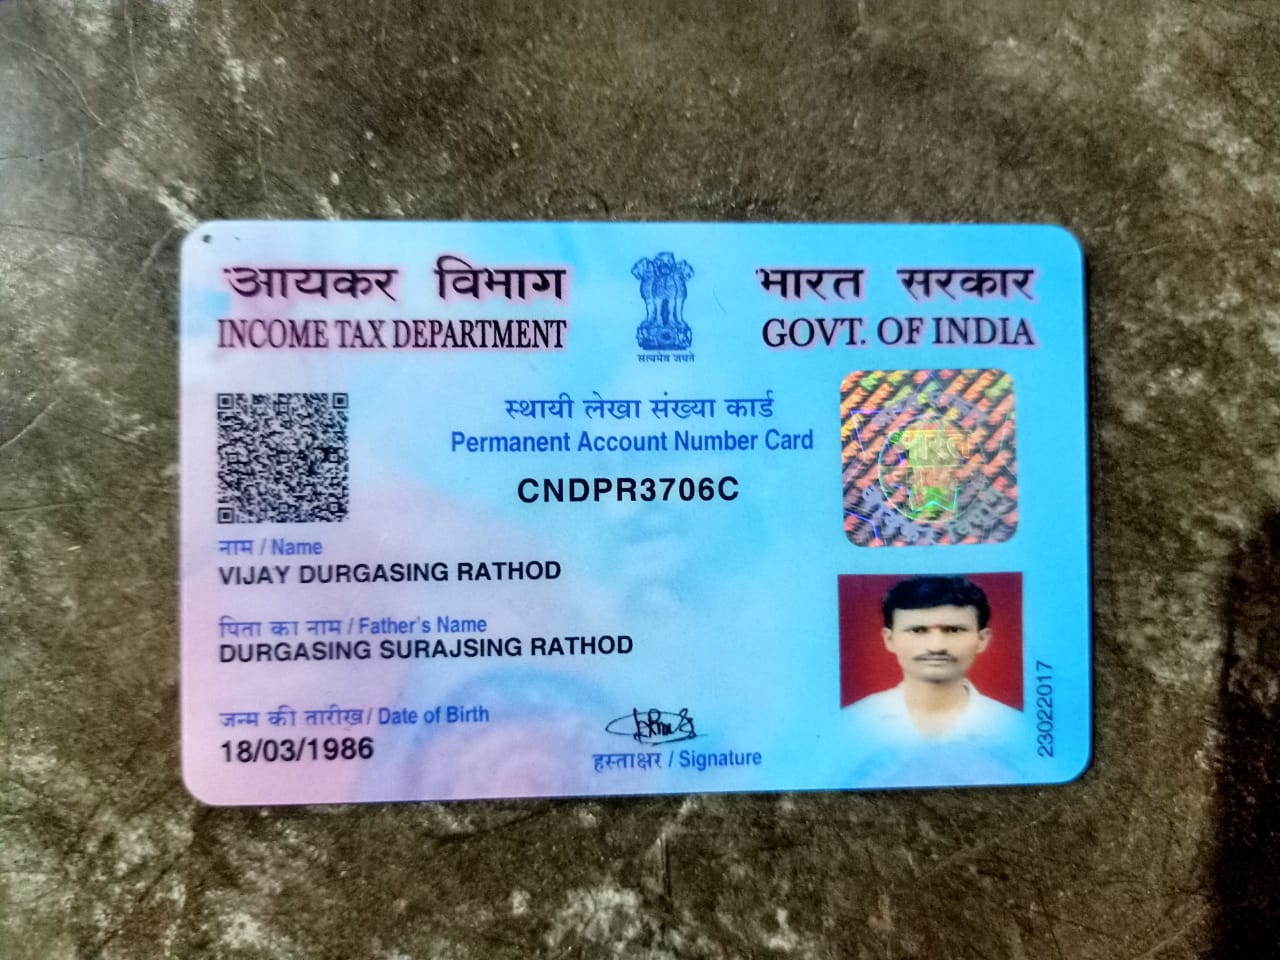 आयकर विभाग
INCOME TAX DEPARTMENT
सत्यमेव जयते
भारत सरकार
GOVT. OF INDIA
स्थायी लेखा संख्या कार्ड
Permanent Account Number Card
CNDPR3706C
भारत
नाम / Name
VIJAY DURGASING RATHOD
पिता का नाम / Father's Name
DURGASING SURAJSING RATHOD
जन्म की तारीख / Date of Birth
18/03/1986
हस्ताक्षर / Signature
23022017